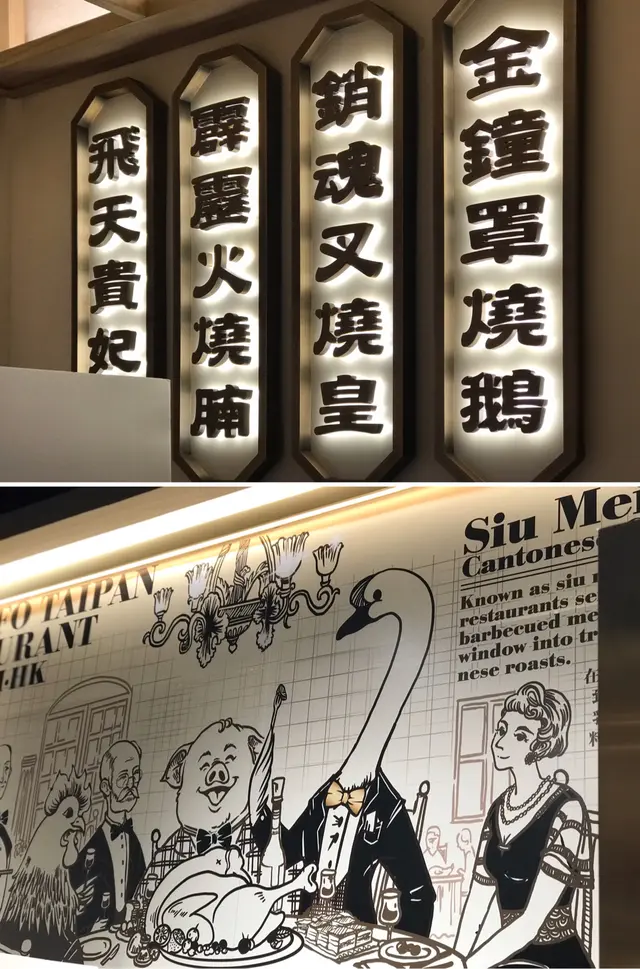 金鐘罩燒鵝
銷魂叉燒皇
霹靂火燒腩
飛天貴妃
FO TAIPAN
URANT
HK
Siu Me
Cantones
Known as siu
restaurants se
barbecued me
window into tr
nese roasts.